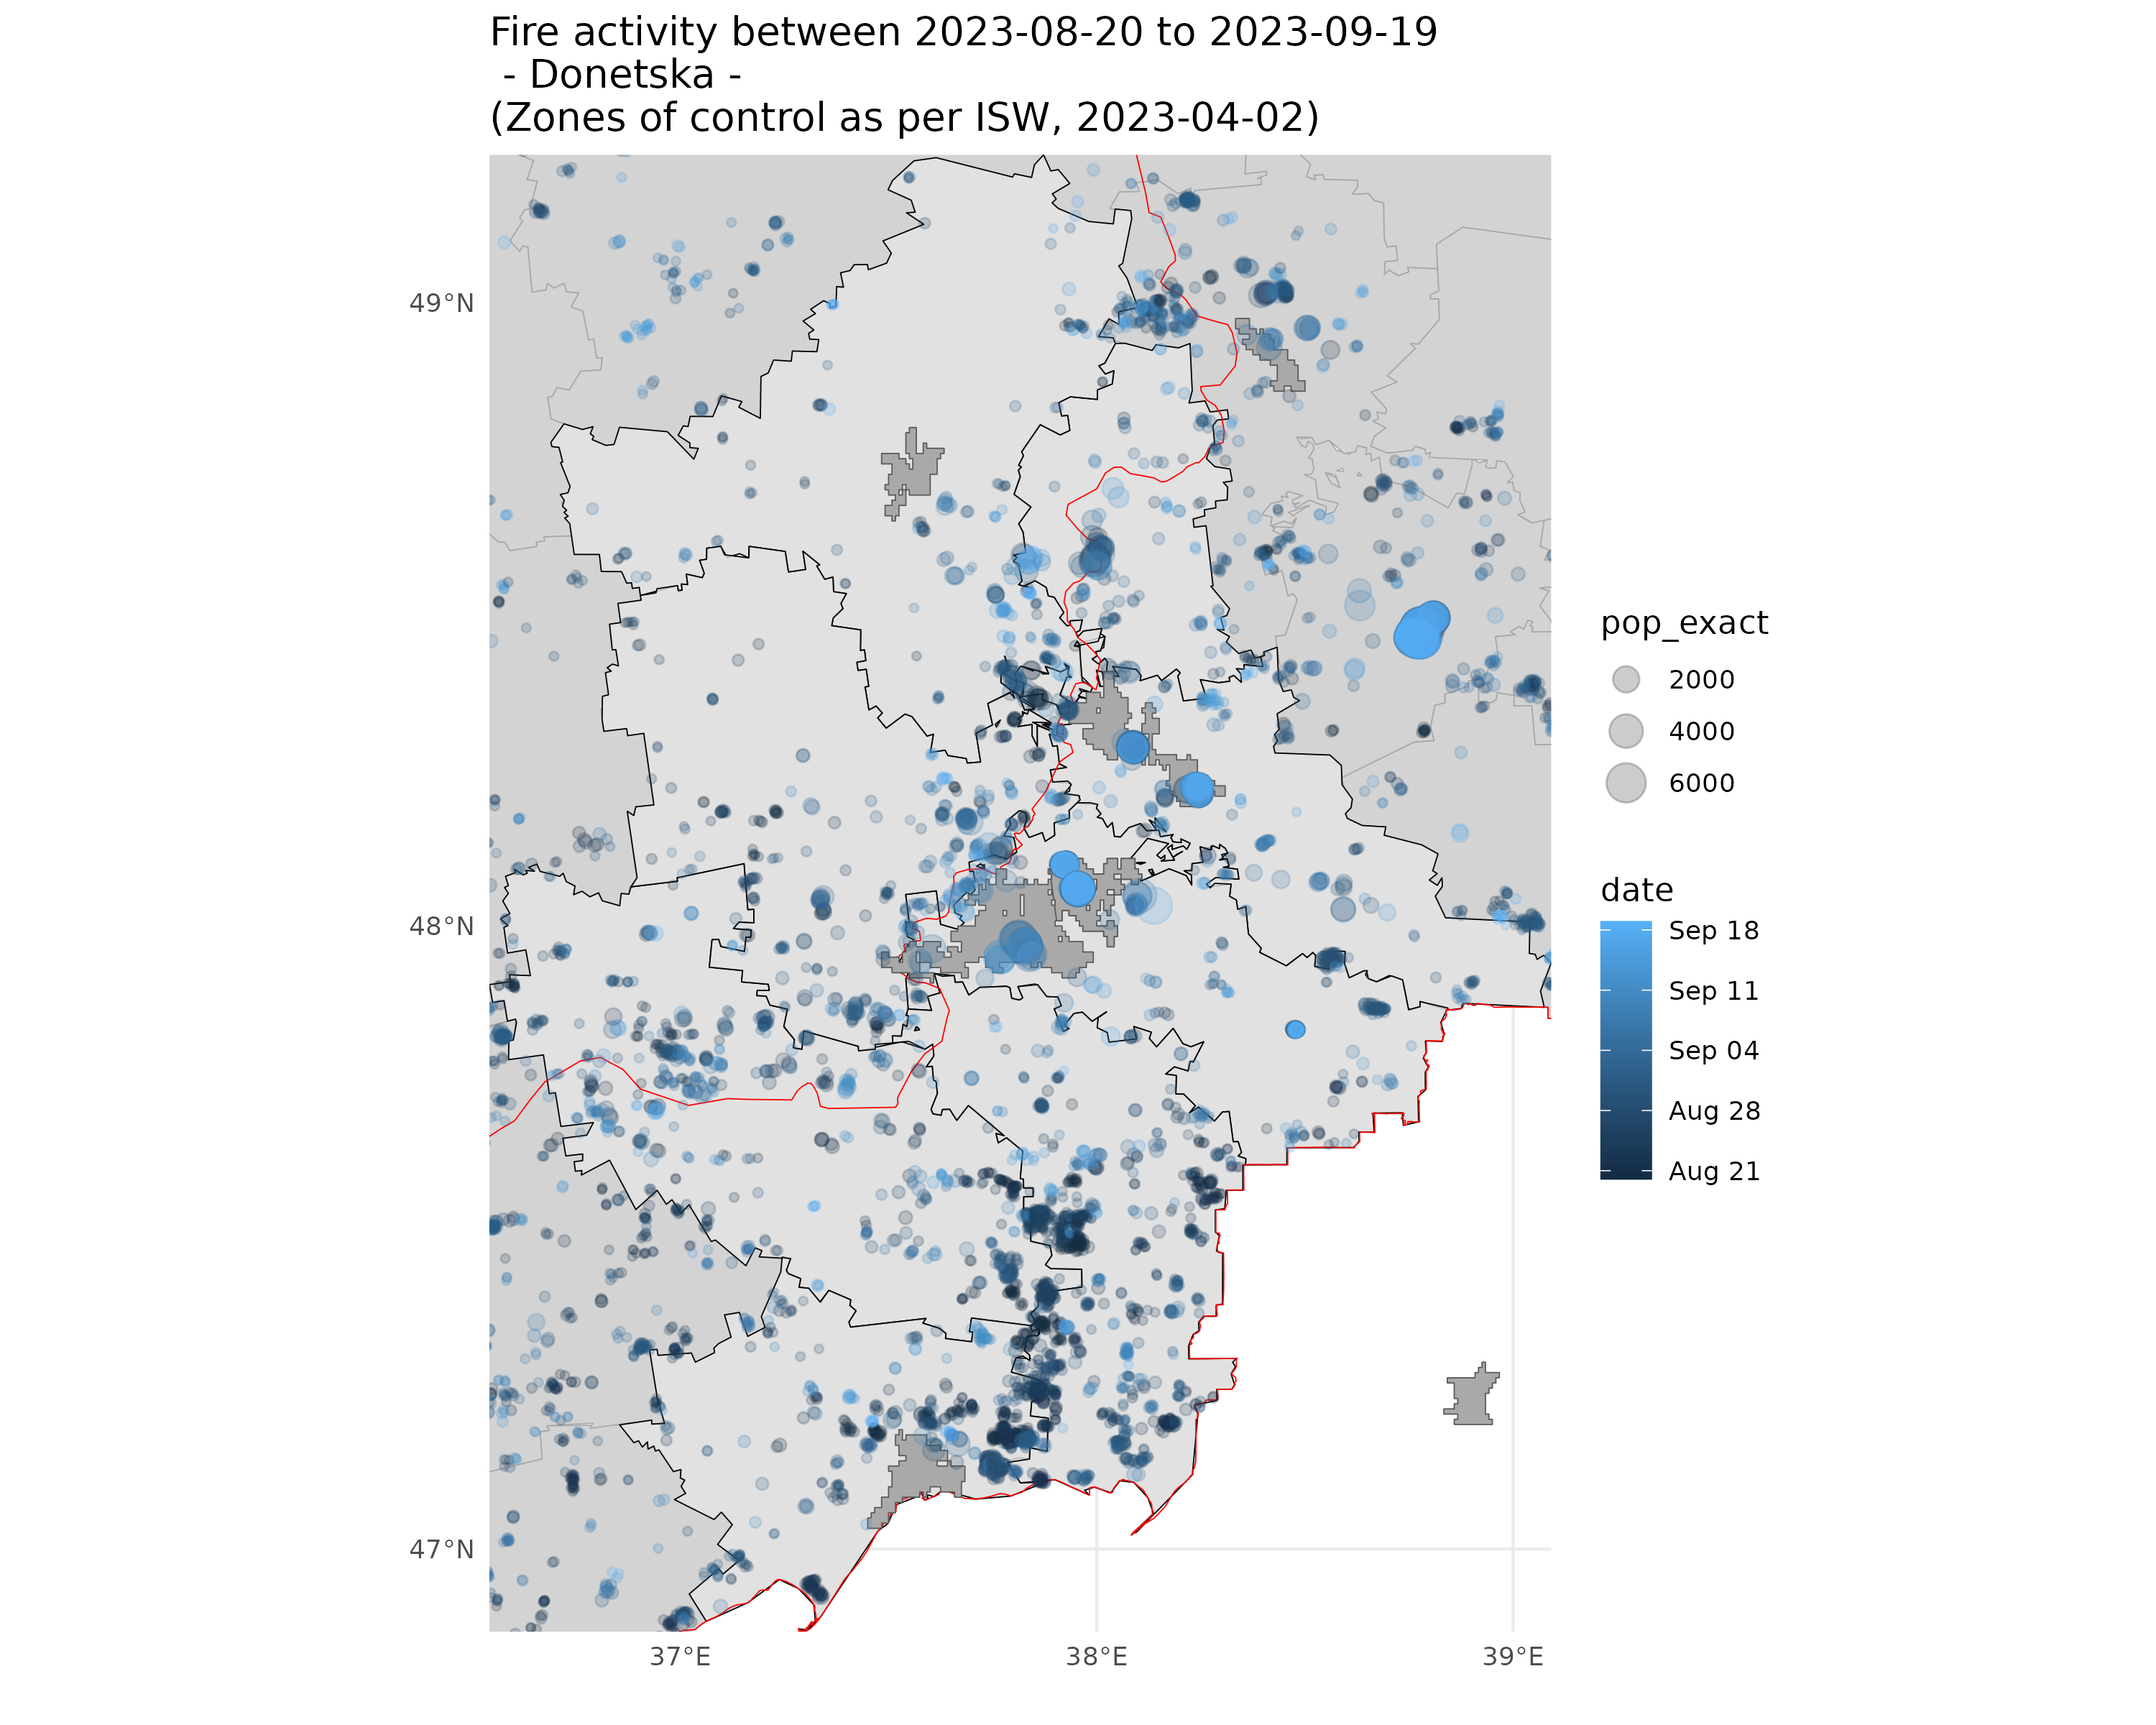 Fire activity between 2023-08-20 to 2023-09-19
- Donetska -
(Zones of control as per ISW, 2023-04-02)
49°N
48°N
47°N
37°E
38°E
39°E
pop_exact
2000
4000
6000
date
Sep 18
Sep 11
Sep 04
Aug 28
Aug 21